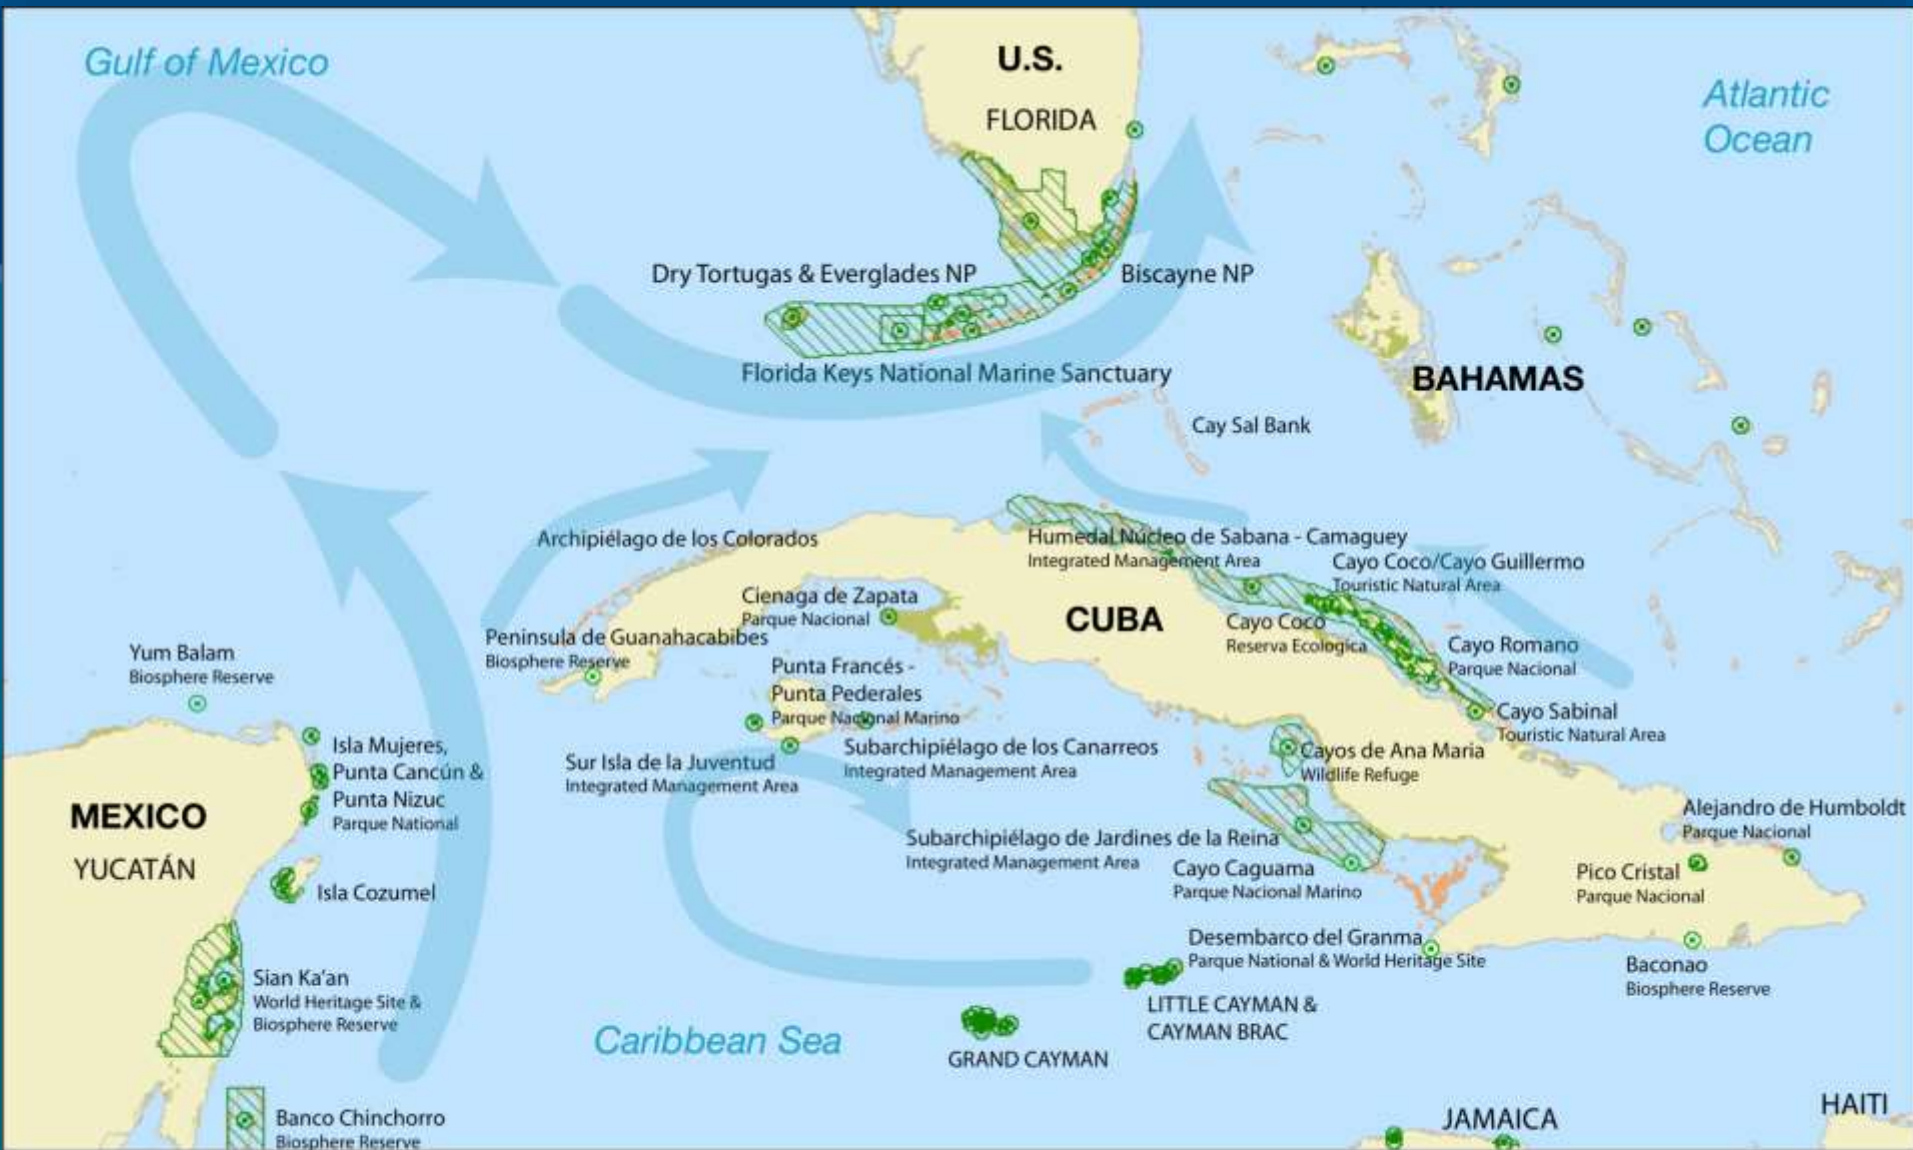 Gulf of Mexico
U.S.
FLORIDA
Atlantic
Ocean
Dry Tortugas & Everglades NP
Biscayne NP
Florida Keys National Marine Sanctuary
BAHAMAS
Cay Sal Bank
Archipiélago de los Colorados
Humedal Núcleo de Sabana - Camaguey
Integrated Management Area
Cayo Coco/Cayo Guillermo
Touristic Natural Area
Cienaga de Zapata
Parque Nacional
CUBA
Cayo Coco
Reserva Ecologica
Peninsula de Guanahacabibes
Biosphere Reserve
Cayo Romano
Parque Nacional
Yum Balam
Biosphere Reserve
Punta Francés -
Punta Pederales
Parque Nacional Marino
Cayo Sabinal
Touristic Natural Area
Isla Mujeres,
Punta Cancún &
Punta Nizuc
Parque National
Sur Isla de la Juventud
Integrated Management Area
Subarchipiélago de los Canarreos
Integrated Management Area
Cayos de Ana Maria
Wildlife Refuge
MEXICO
YUCATÁN
Alejandro de Humboldt
Parque Nacional
Subarchipiélago de Jardines de la Reina
Integrated Management Area
Cayo Caguama
Parque Nacional Marino
Pico Cristal
Parque Nacional
Isla Cozumel
Desembarco del Granma
Parque National & World Heritage Site
Baconao
Biosphere Reserve
Sian Ka'an
World Heritage Site &
Biosphere Reserve
LITTLE CAYMAN &
CAYMAN BRAC
Caribbean Sea
GRAND CAYMAN
Banco Chinchorro
Biosphere Reserve
JAMAICA
HAITI